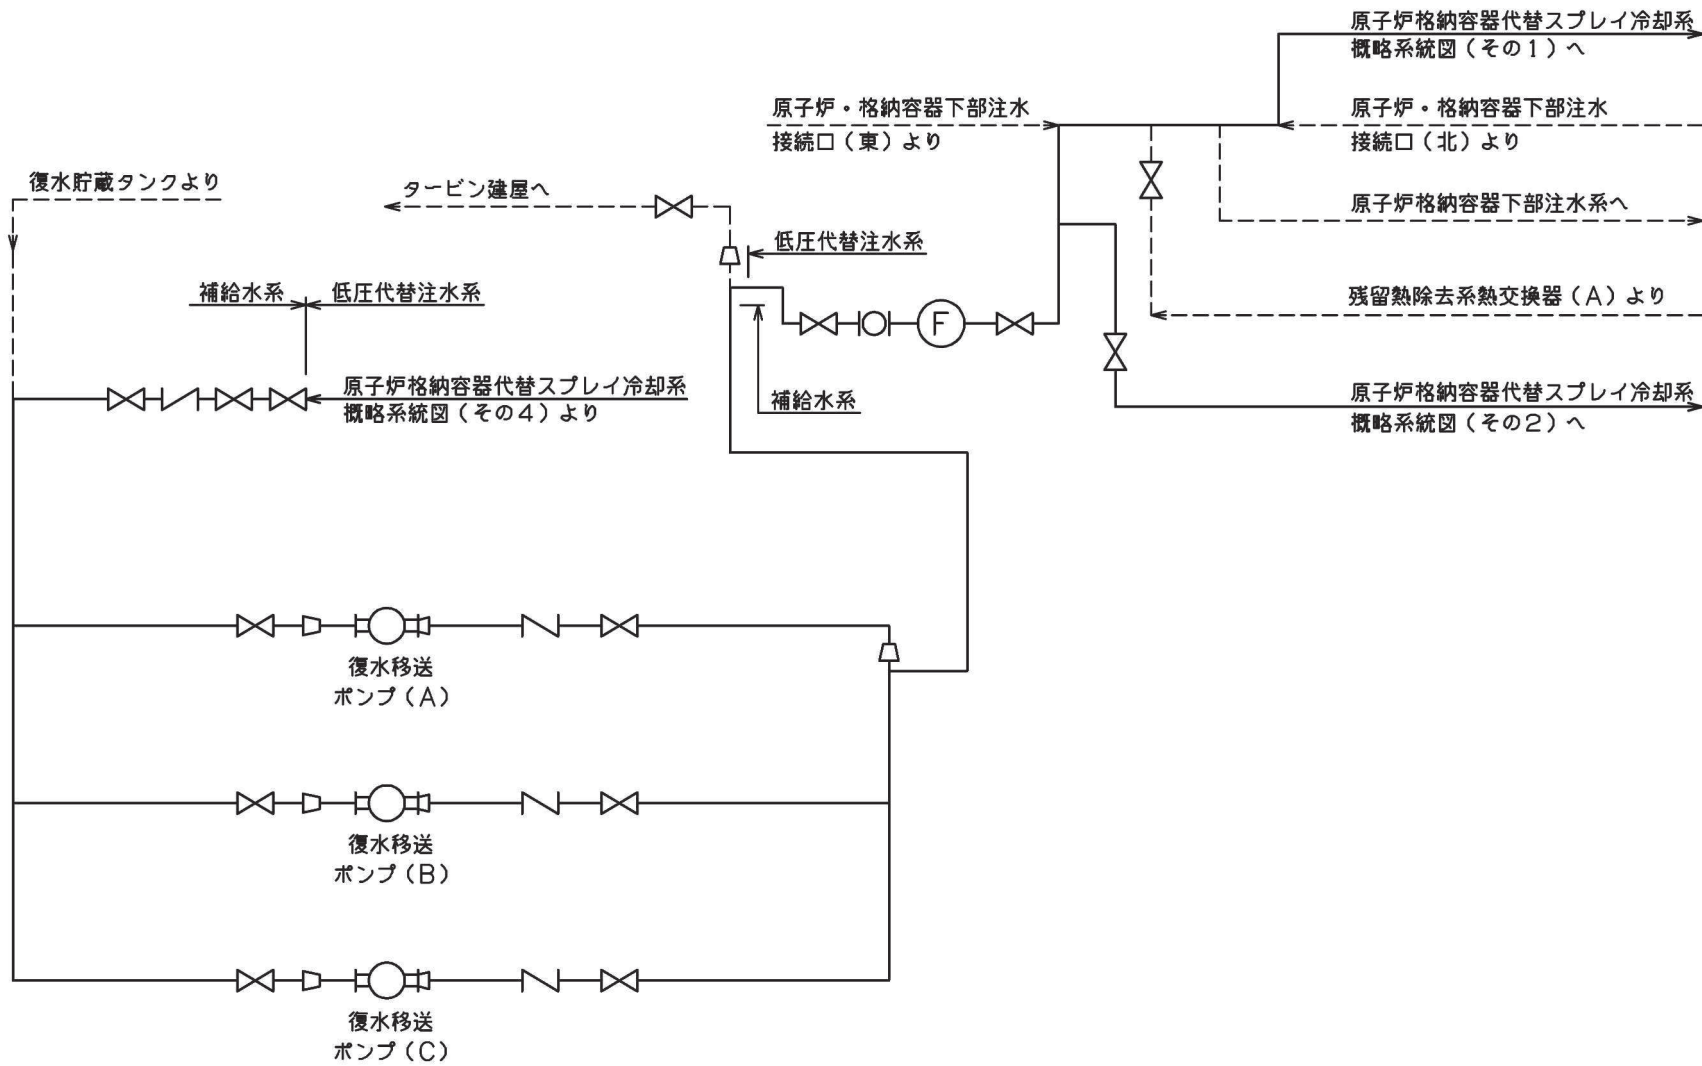 原子炉格納容器代替スプレイ冷却系
概略系統図（その１）へ
原子炉・格納容器下部注水
接続口（東）より
原子炉・格納容器下部注水
接続口（北）より
復水貯蔵タンクより
タービン建屋へ
原子炉格納容器下部注水系へ
低圧代替注水系
補給水系
低圧代替注水系
残留熱除去系熱交換器（Ａ）より
Ｆ
原子炉格納容器代替スプレイ冷却系
概略系統図（その４）より
補給水系
原子炉格納容器代替スプレイ冷却系
概略系統図（その２）へ
復水移送
ポンプ（Ａ）
復水移送
ポンプ（Ｂ）
復水移送
ポンプ（Ｃ）